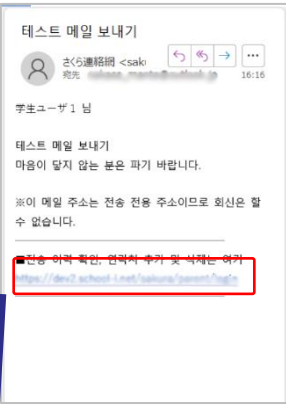 테스트 메일 보내기
さくら連絡網 <saku
宛先
16:16
学生ユーザ1 님
테스트 메일 보내기
마음이 닿지 않는 분은 파기 바랍니다.
※이 메일 주소는 전송 전용 주소이므로 회신은 할
수 없습니다.
■전송 이력 확인, 연락처 추가 및 삭제는 여기
https://dev2.school-i.net/sakura/parent/login